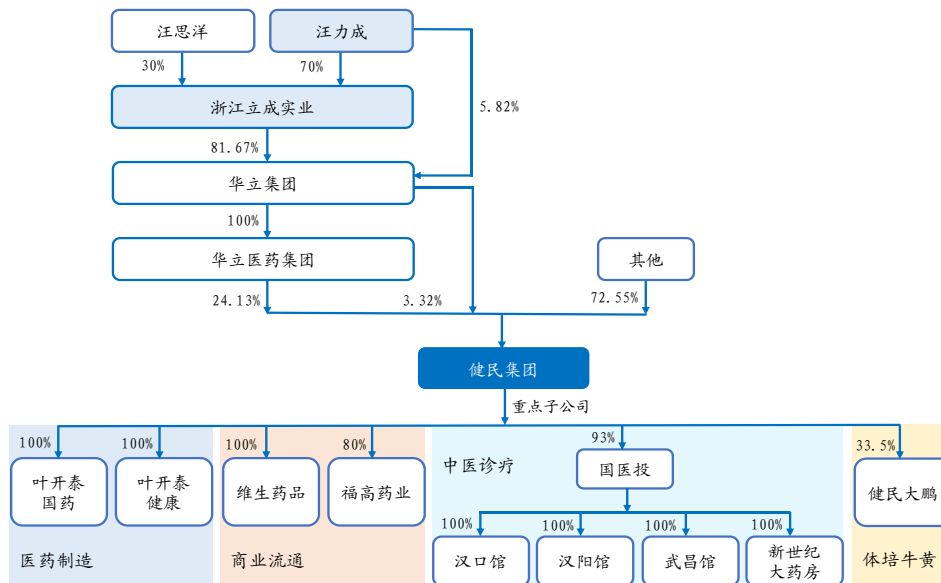 汪思洋
汪力成
30%
70%
5.82%
浙江立成实业
81.67%
华立集团
100%
华立医药集团
其他
24.13%
3.32%
72.55%
健民集团
重点子公司
100%
100%
100%
80%
93%
33.5%
叶开泰
国药
叶开泰
健康
维生药品
福高药业
中医诊疗
国医投
健民大鹏
100%
100%
100%
100%
汉口馆
汉阳馆
武昌馆
新世纪
大药房
医药制造
商业流通
体培牛黄